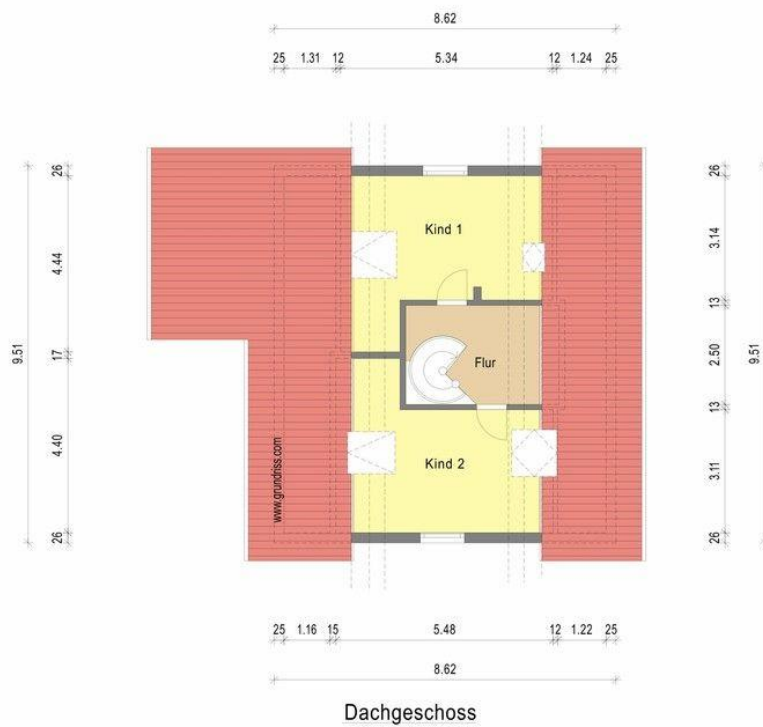 8.62
25 1.31 12 5.34 12 1.24 25
26 4.44 17 4.40 26
9.51
26 3.14 13 2.50 13 3.11 26
9.51
Kind 1
Flur
Kind 2
www.grundriss.com
25 1.16 15 5.48 12 1.22 25
8.62
Dachgeschoss